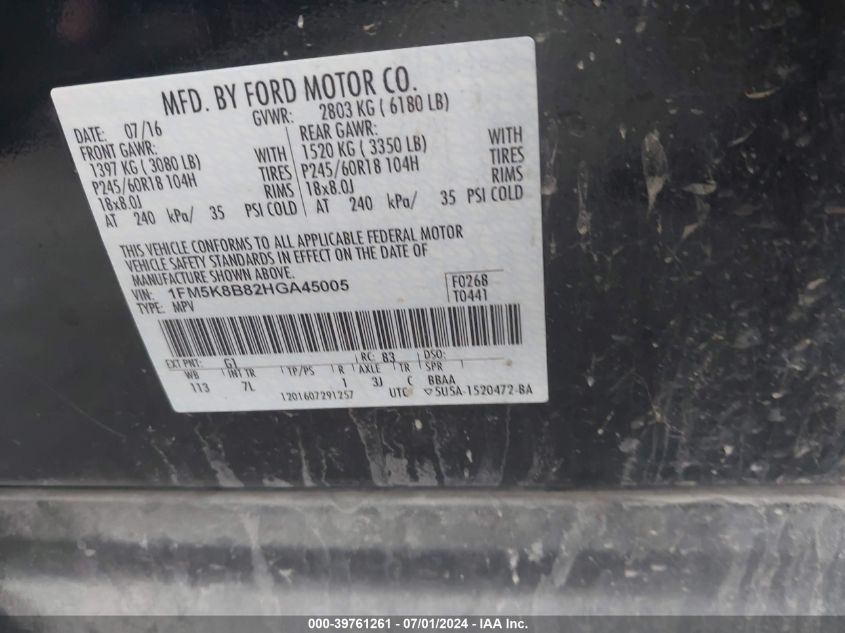 MFD. BY FORD MOTOR CO.
DATE: 07/16 GVWR: 2803 KG ( 6180 LB)
FRONT GAWR: REAR GAWR:
1397 KG ( 3080 LB) WITH 1520 KG ( 3350 LB) WITH
P245/60R18 104H TIRES P245/60R18 104H TIRES
18x8.0J RIMS 18x8.0J RIMS
AT 240 kPa/ 35 PSI COLD AT 240 kPa/ 35 PSI COLD
THIS VEHICLE CONFORMS TO ALL APPLICABLE FEDERAL MOTOR
VEHICLE SAFETY STANDARDS IN EFFECT ON THE DATE OF
MANUFACTURE SHOWN ABOVE.
VIN: 1FM5K8B82HGA45005 F0268
TYPE: MPV T0441
EXT PNT: G1 RC: 83 DSO:
WB INT TR TP/PS R AXLE TR SPR
113 7L 1 3J C BBAA
1201607291257 UTC ▽SU5A-1520472-BA
000-39761261 - 07/01/2024 - IAA Inc.